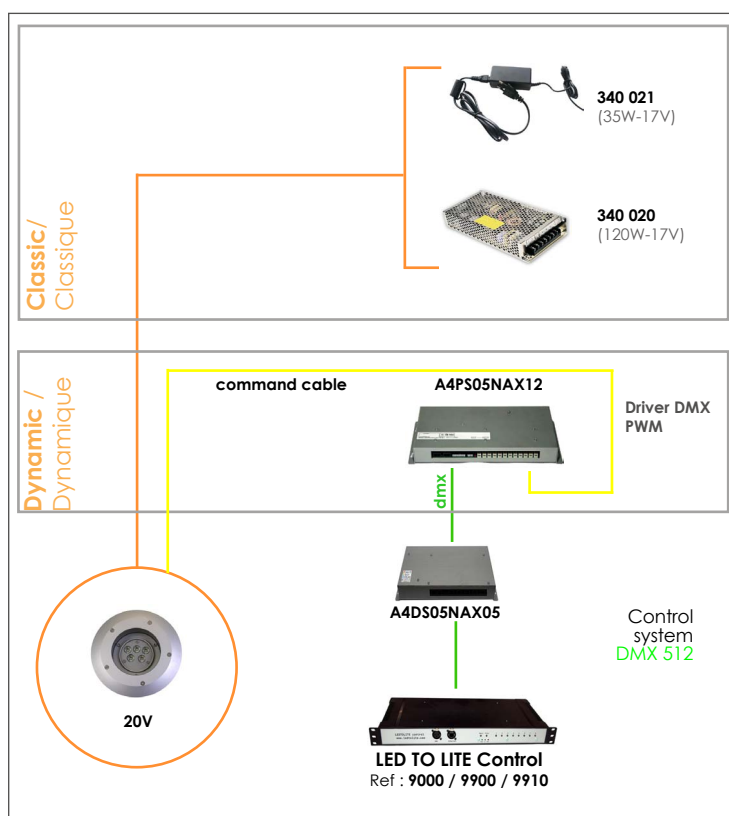 340 021
(35W-17V)
340 020
(120W-17V)
Classic/
Classique
command cable
A4PS05NAX12
Driver DMX
PWM
Dynamic /
Dynamique
dmx
A4DS05NAX05
Control
system
DMX 512
20V
LED TO LITE Control
Ref : 9000 / 9900 / 9910